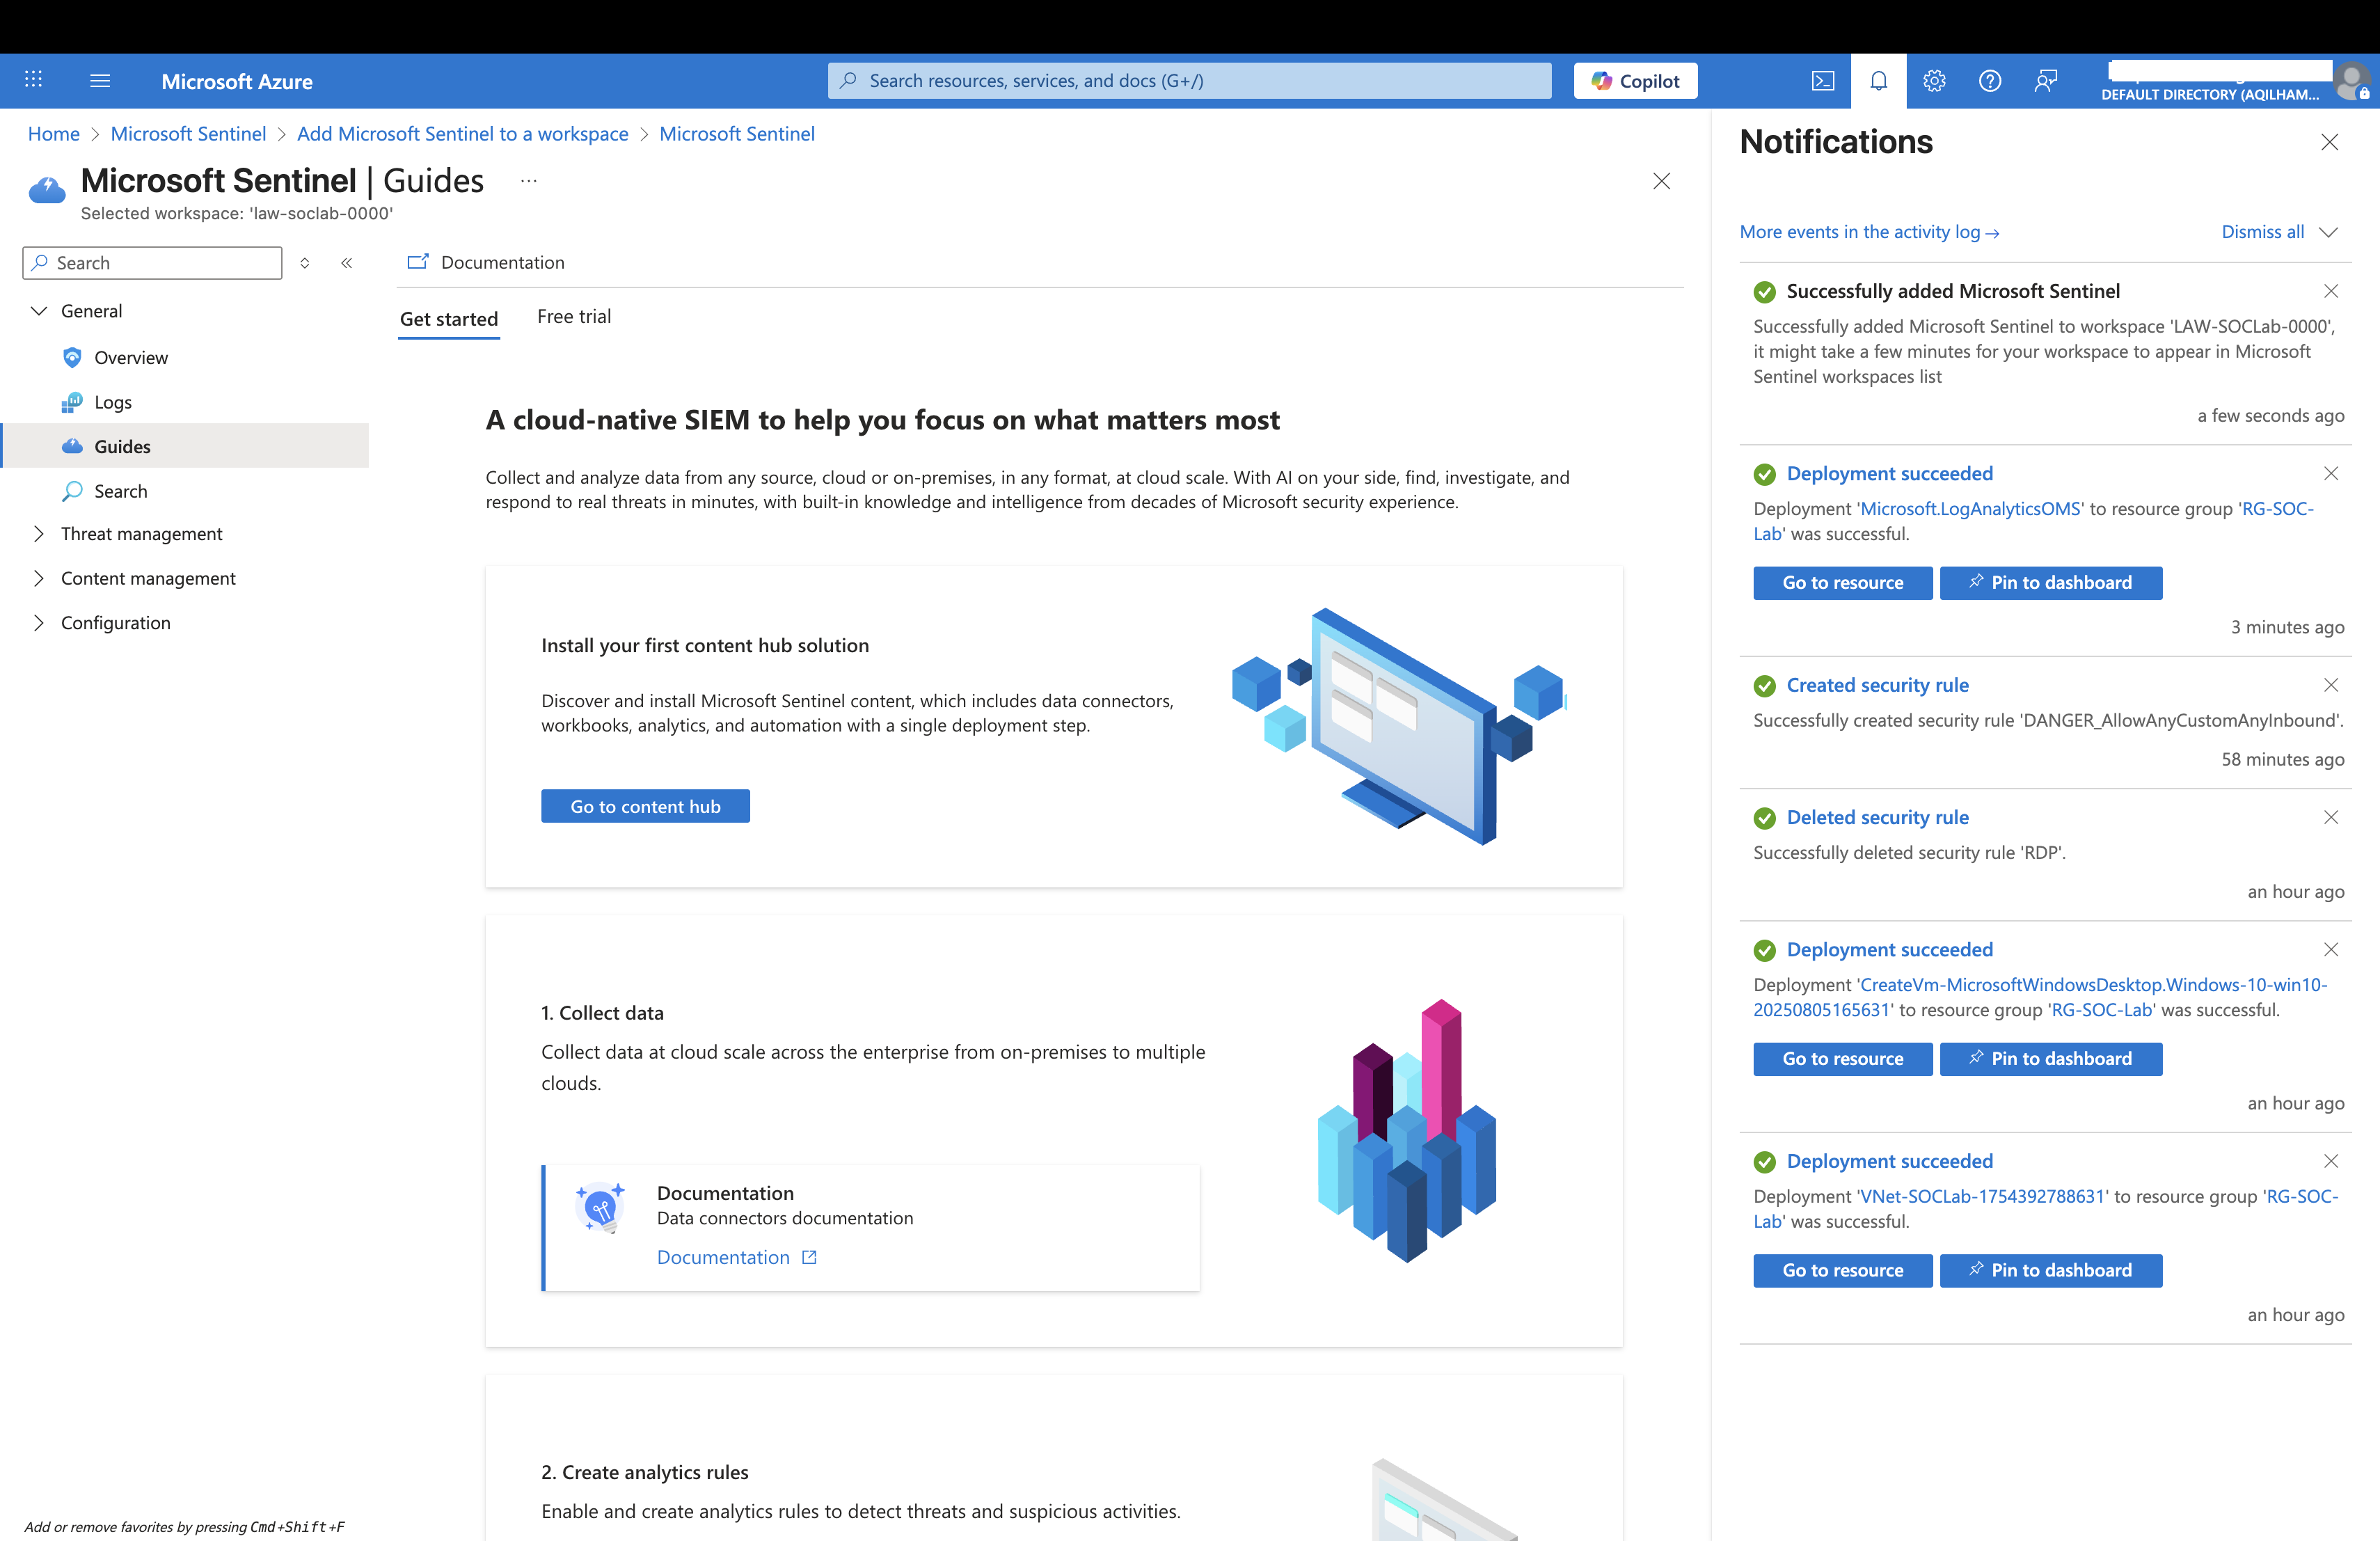 Microsoft Azure
Search resources, services, and docs (G+/)
Copilot
DEFAULT DIRECTORY (AQILHAM...
Home > Microsoft Sentinel > Add Microsoft Sentinel to a workspace > Microsoft Sentinel
Microsoft Sentinel | Guides ...
Selected workspace: 'law-soclab-0000'
Search
General
Overview
Logs
Guides
Search
Threat management
Content management
Configuration
Add or remove favorites by pressing Cmd+Shift+F
Documentation
Get started
Free trial
A cloud-native SIEM to help you focus on what matters most
Collect and analyze data from any source, cloud or on-premises, in any format, at cloud scale. With AI on your side, find, investigate, and
respond to real threats in minutes, with built-in knowledge and intelligence from decades of Microsoft security experience.
Install your first content hub solution
Discover and install Microsoft Sentinel content, which includes data connectors,
workbooks, analytics, and automation with a single deployment step.
Go to content hub
1. Collect data
Collect data at cloud scale across the enterprise from on-premises to multiple
clouds.
Documentation
Data connectors documentation
Documentation
2. Create analytics rules
Enable and create analytics rules to detect threats and suspicious activities.
Notifications
More events in the activity log →
Dismiss all
Successfully added Microsoft Sentinel
Successfully added Microsoft Sentinel to workspace 'LAW-SOCLab-0000',
it might take a few minutes for your workspace to appear in Microsoft
Sentinel workspaces list
a few seconds ago
Deployment succeeded
Deployment 'Microsoft.LogAnalyticsOMS' to resource group 'RG-SOC-
Lab' was successful.
Go to resource
Pin to dashboard
3 minutes ago
Created security rule
Successfully created security rule 'DANGER_AllowAnyCustomAnyInbound'.
58 minutes ago
Deleted security rule
Successfully deleted security rule 'RDP'.
an hour ago
Deployment succeeded
Deployment 'CreateVm-MicrosoftWindowsDesktop.Windows-10-win10-
20250805165631' to resource group 'RG-SOC-Lab' was successful.
Go to resource
Pin to dashboard
an hour ago
Deployment succeeded
Deployment 'VNet-SOCLab-1754392788631' to resource group 'RG-SOC-
Lab' was successful.
Go to resource
Pin to dashboard
an hour ago